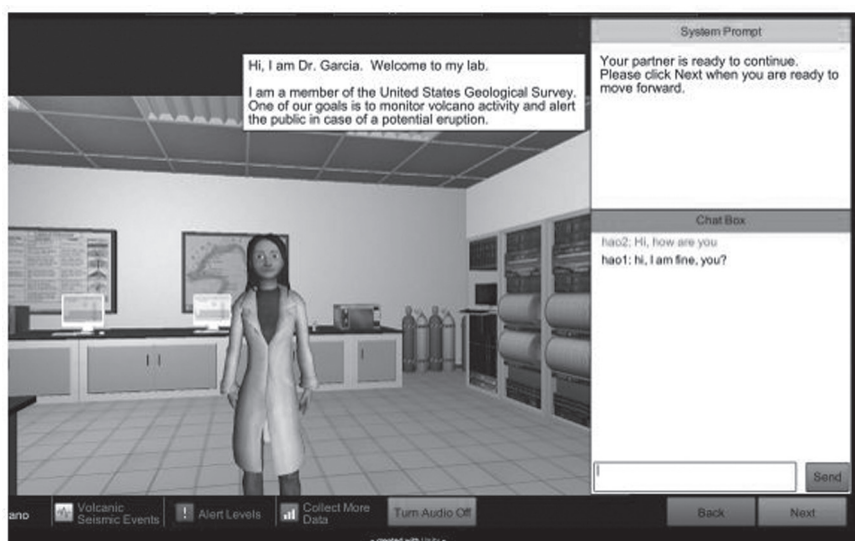 Hi, I am Dr. Garcia. Welcome to my lab.
I am a member of the United States Geological Survey.
One of our goals is to monitor volcano activity and alert
the public in case of a potential eruption.
System Prompt
Your partner is ready to continue.
Please click Next when you are ready to
move forward.
Chat Box
hao2: Hi, how are you
hao1: hi, I am fine, you?
Send
ano
Volcanic
Seismic Events
! Alert Levels
Collect More
Data
Turn Audio Off
Back
Next
created with Unity